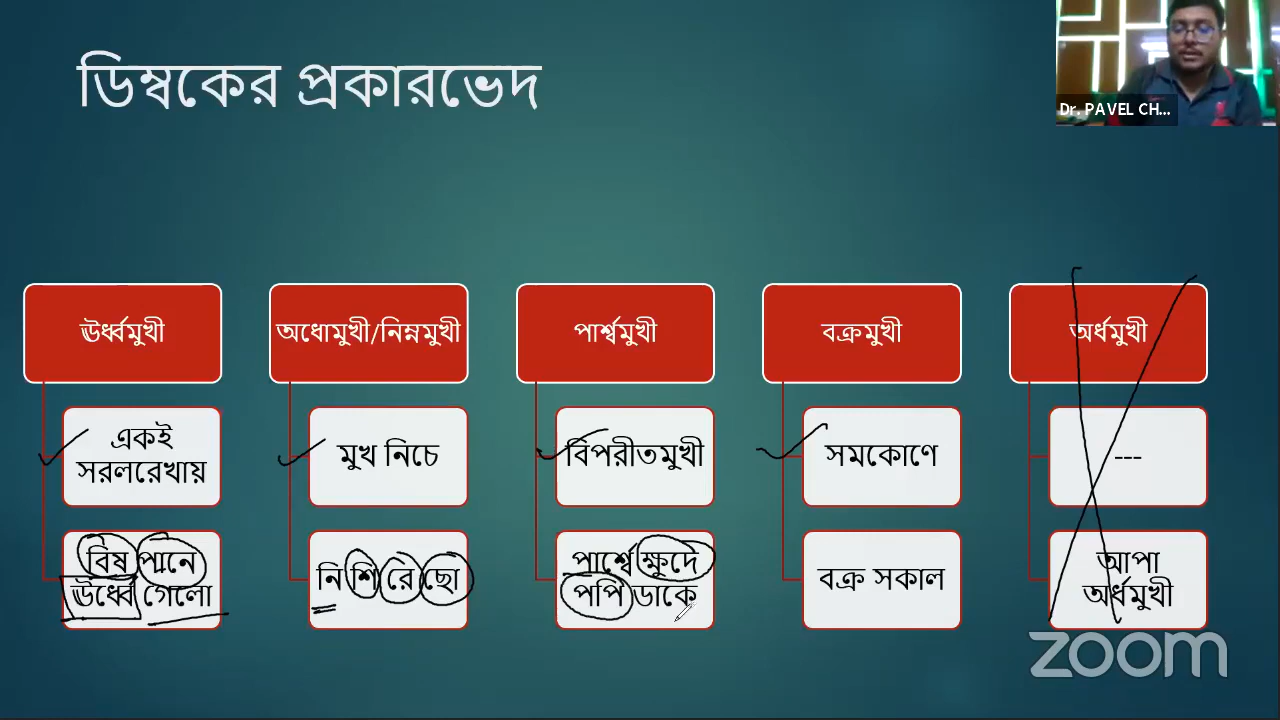 ডিম্বকের প্রকারভেদ
Dr. PAVEL CH...
ঊর্ধ্বমুখী
একই
সরলরেখায়
বিষ পানে
ঊর্ধ্বে গেলো
অধোমুখী/নিম্নমুখী
মুখ নিচে
নি শি রে ছো
পার্শ্বমুখী
বিপরীতমুখী
পার্শ্বে ক্ষুদে
পপি ডাকে
বক্রমুখী
সমকোণে
বক্র সকাল
অর্ধমুখী
---
আপা
অর্ধমুখী
zoom